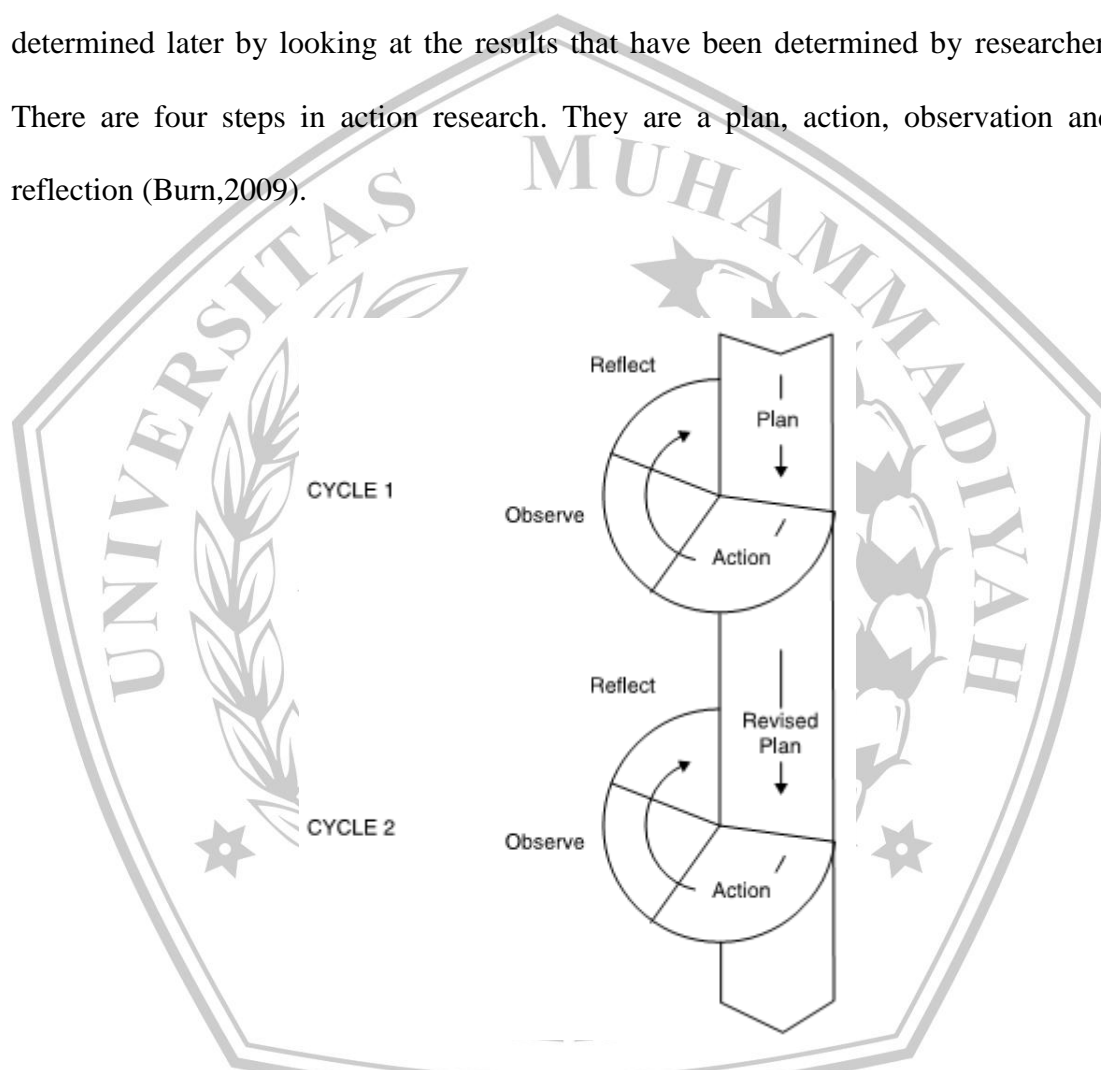 determined later by looking at the results that have been determined by researcher
There are four steps in action research. They are a plan, action, observation and
reflection (Burn,2009).
UNIVERSITAS MUHAMMADIYAH
Reflect
Plan
CYCLE 1
Observe
Action
Reflect
Revised
Plan
CYCLE 2
Observe
Action